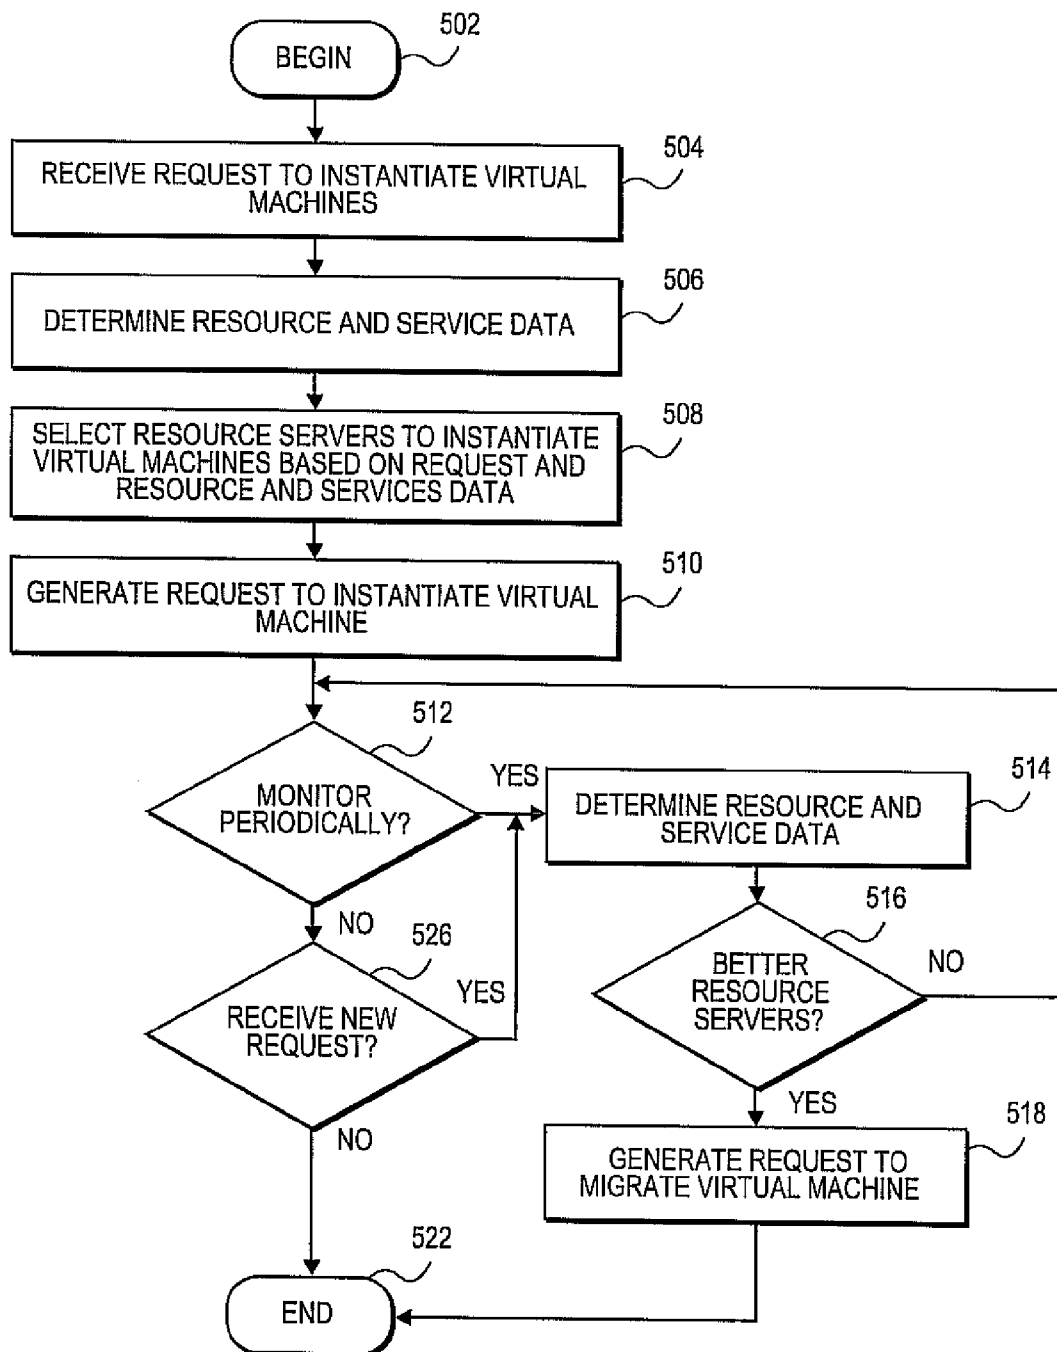 502
BEGIN
504
RECEIVE REQUEST TO INSTANTIATE VIRTUAL
MACHINES
506
DETERMINE RESOURCE AND SERVICE DATA
508
SELECT RESOURCE SERVERS TO INSTANTIATE
VIRTUAL MACHINES BASED ON REQUEST AND
RESOURCE AND SERVICES DATA
510
GENERATE REQUEST TO INSTANTIATE VIRTUAL
MACHINE
512
MONITOR
PERIODICALLY?
YES
514
DETERMINE RESOURCE AND
SERVICE DATA
NO
526
RECEIVE NEW
REQUEST?
YES
516
BETTER
RESOURCE
SERVERS?
NO
YES
518
GENERATE REQUEST TO
MIGRATE VIRTUAL MACHINE
NO
522
END